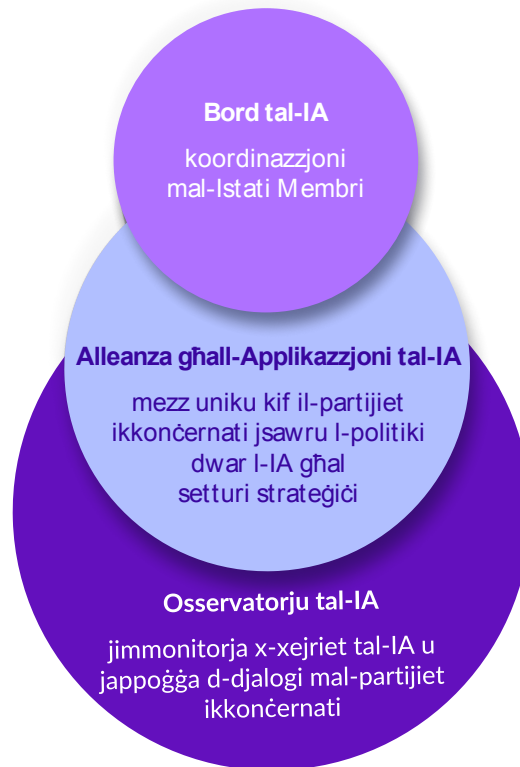 Bord tal-IA
koordinazzjoni
mal-Istati Membri
Alleanza għall-Applikazzjoni tal-IA
mezz uniku kif il-partijiet
ikkonċernati jsawru l-politiki
dwar l-IA għal
setturi strateġiċi
Osservatorju tal-IA
jimmonitorja x-xejriet tal-IA u
jappoġġa d-djalogi mal-partijiet
ikkonċernati